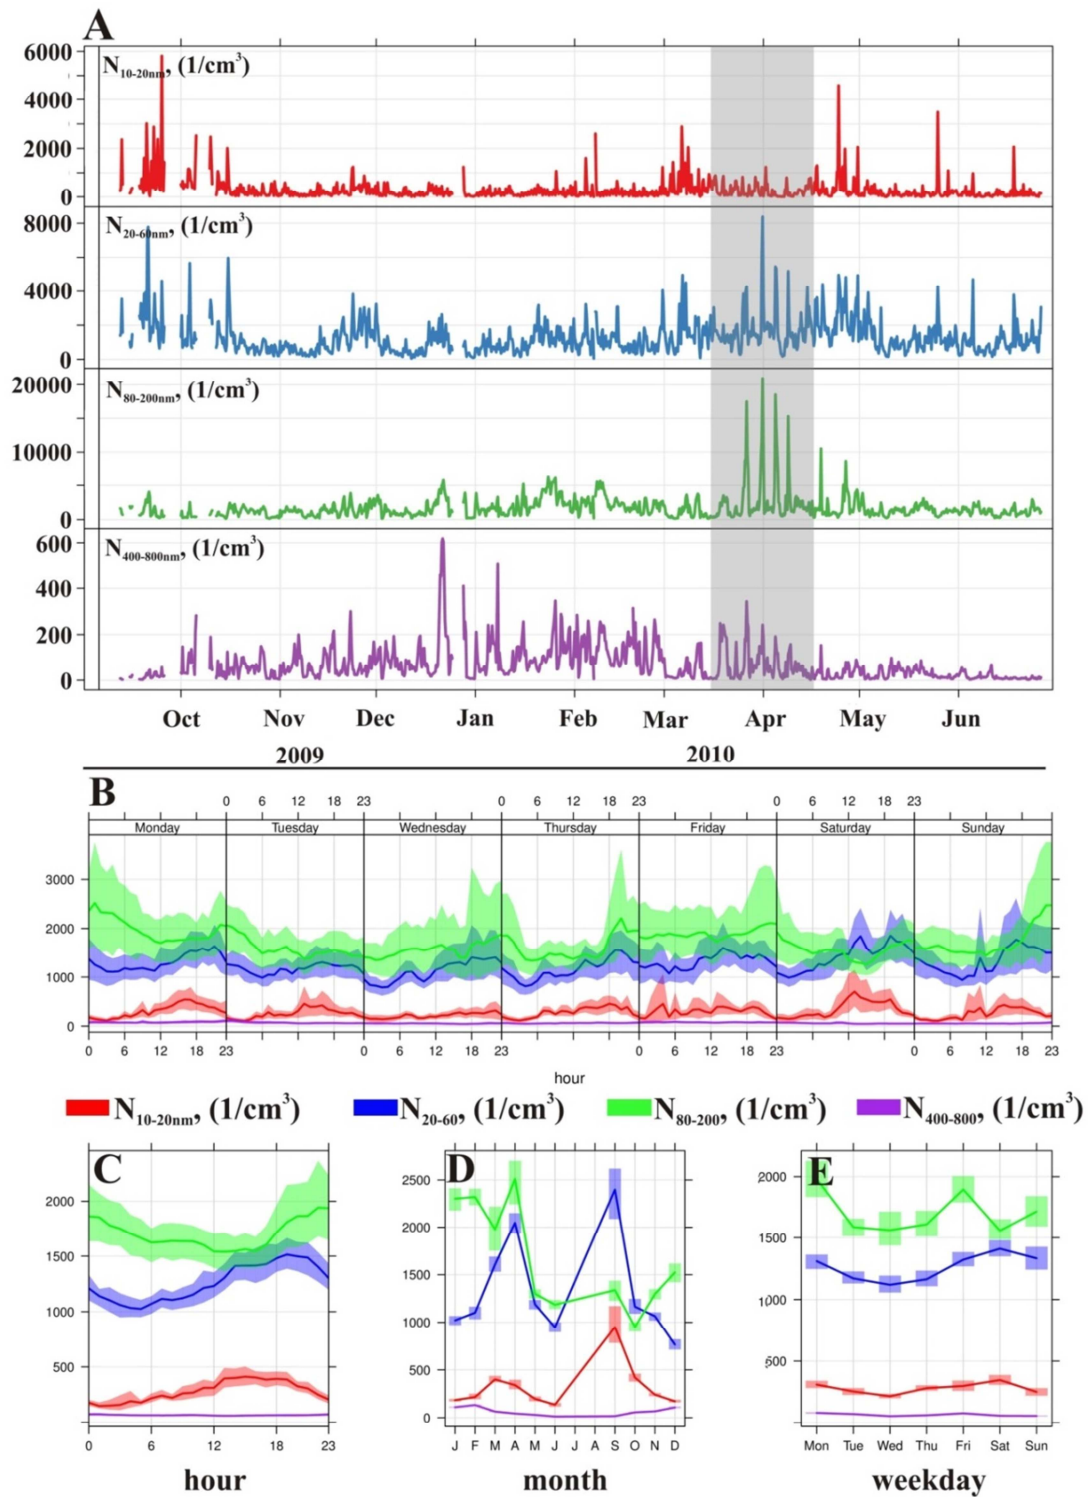 A
N10-20nm, (1/cm3)
6000
4000
2000
0
N20-60nm, (1/cm3)
8000
4000
0
N80-200nm, (1/cm3)
20000
10000
0
N400-800nm, (1/cm3)
600
400
200
0
Oct Nov Dec Jan Feb Mar Apr May Jun
2009 2010
B
0 6 12 18 23 0 6 12 18 23 0 6 12 18 23
Monday Tuesday Wednesday Thursday Friday Saturday Sunday
3000
2000
1000
0
0 6 12 18 23 0 6 12 18 23 0 6 12 18 23 0 6 12 18 23
hour
N10-20nm, (1/cm3) N20-60, (1/cm3) N80-200, (1/cm3) N400-800, (1/cm3)
C
2000
1500
1000
500
0 6 12 18 23
hour
D
2500
2000
1500
1000
500
0
J F M A M J J A S O N D
month
E
2000
1500
1000
500
Mon Tue Wed Thu Fri Sat Sun
weekday